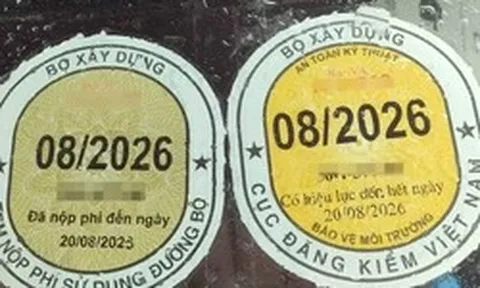 BỘ XÂY DỰNG
08/2026
Đã nộp phí đến ngày
20/08/2026
TEM NỘP PHÍ SỬ DỤNG ĐƯỜNG BỘ
BỘ XÂY DỰNG
AN TOÀN KỸ THUẬT
08/2026
Có hiệu lực đến hết ngày
20/08/2026
BẢO VỆ MÔI TRƯỜNG
CỤC ĐĂNG KIỂM VIỆT NAM